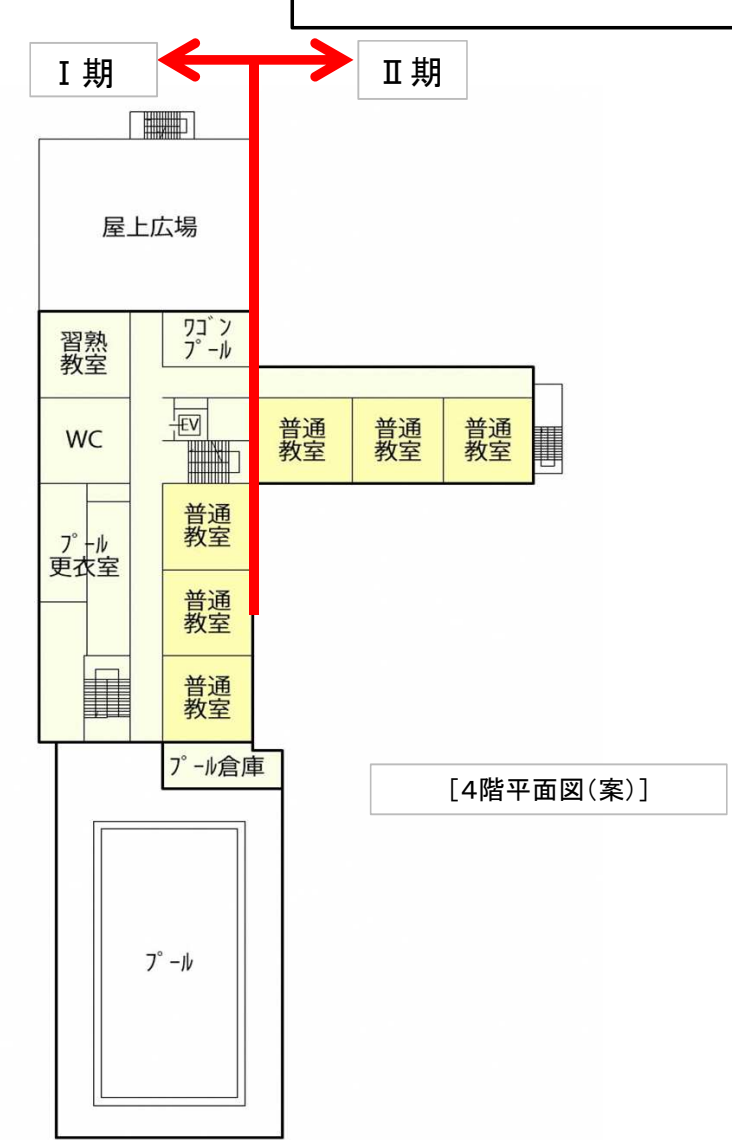 Ⅰ期
Ⅱ期
屋上広場
習熟
教室
ワゴン
プール
WC
EV
普通
教室
普通
教室
普通
教室
普通
教室
プール
更衣室
普通
教室
普通
教室
プール倉庫
[4階平面図(案)]
プール